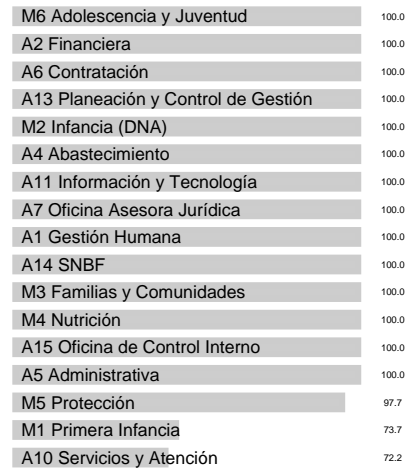 M6 Adolescencia y Juventud 100.0
A2 Financiera 100.0
A6 Contratación 100.0
A13 Planeación y Control de Gestión 100.0
M2 Infancia (DNA) 100.0
A4 Abastecimiento 100.0
A11 Información y Tecnología 100.0
A7 Oficina Asesora Jurídica 100.0
A1 Gestión Humana 100.0
A14 SNBF 100.0
M3 Familias y Comunidades 100.0
M4 Nutrición 100.0
A15 Oficina de Control Interno 100.0
A5 Administrativa 100.0
M5 Protección 97.7
M1 Primera Infancia 73.7
A10 Servicios y Atención 72.2